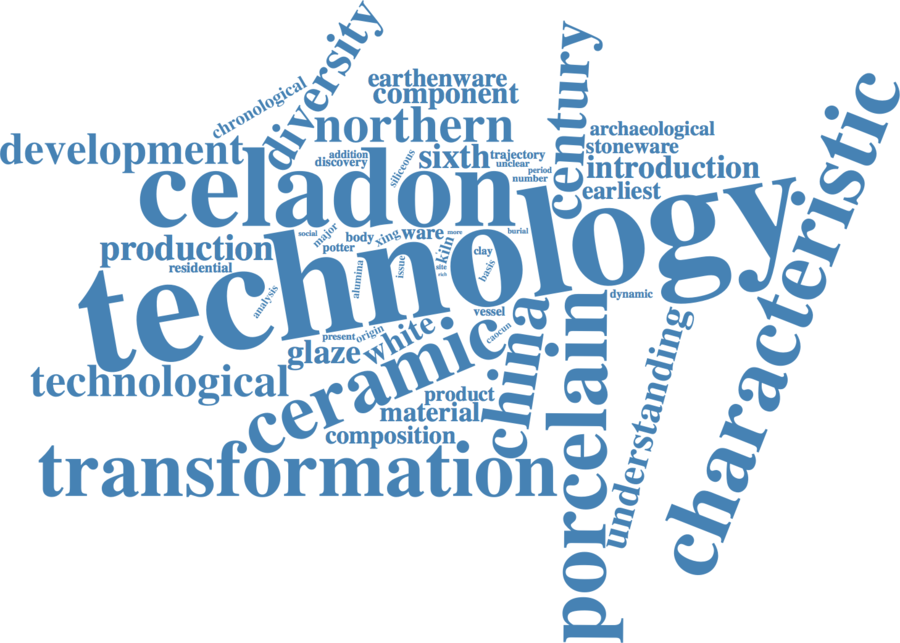 diversity
chronological
earthenware
component
century
northern
archaeological
development
addition
discovery
siliceous
sixth
trajectory
unclear
period
number
stoneware
introduction
earliest
celadon
characteristic
technology
social
major
body
xing
ware
more
burial
production
potter
kiln
clay
residential
alumina
issue
alte
rich
basis
analysis
dynamic
vessel
present
origin
white
caocun
glaze
ceramic
china
porcelain
understanding
technological
product
material
composition
transformation